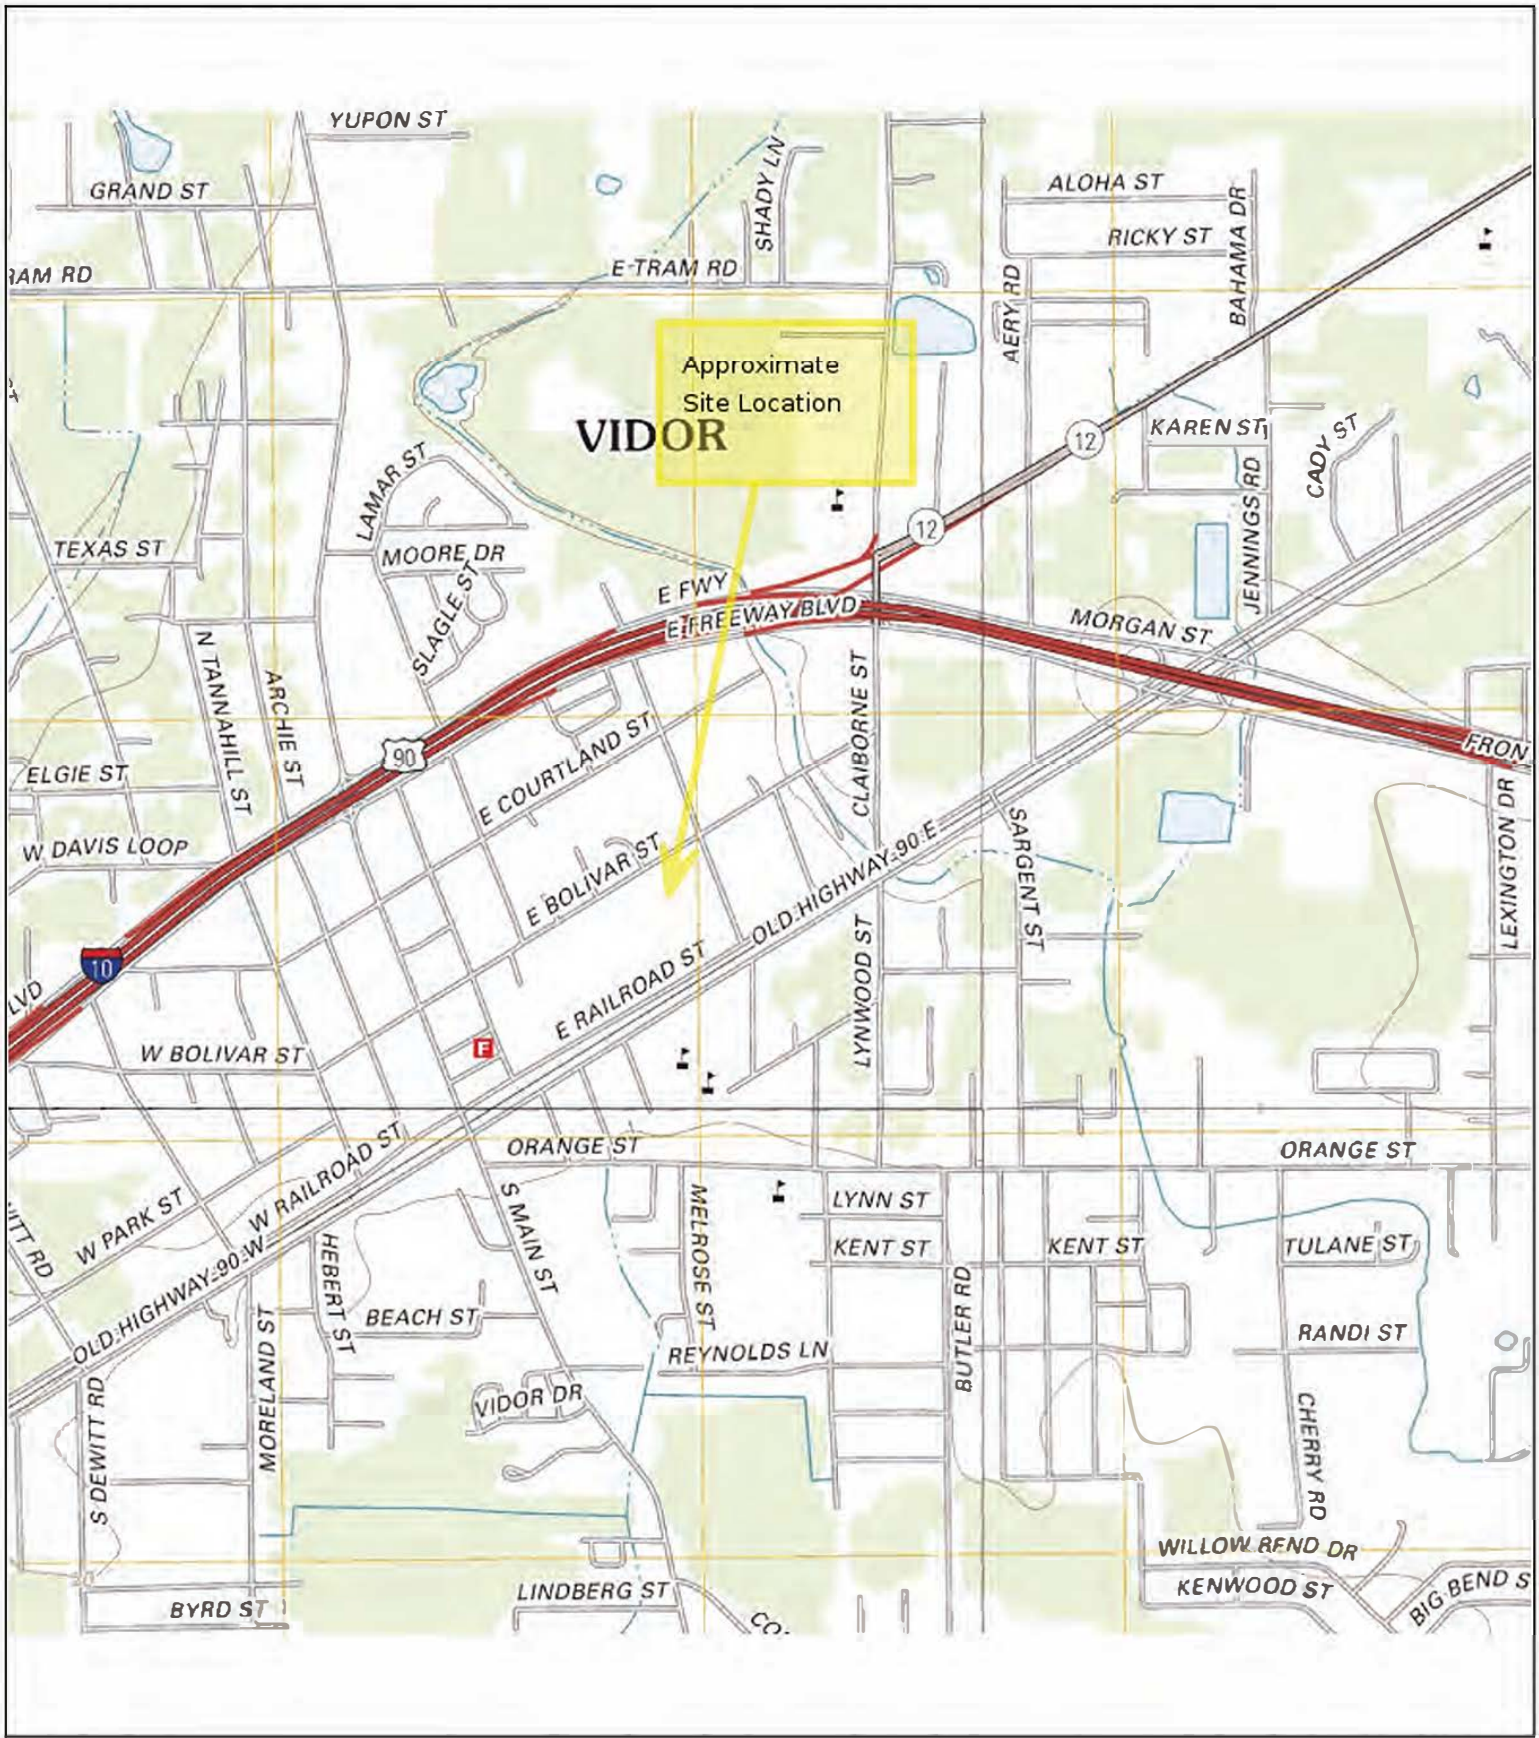 YUPON ST
GRAND ST
SHADY LN
ALOHA ST
RICKY ST
BAHAMA DR
RAM RD
E TRAM RD
AERY RD
Approximate
Site Location
VIDOR
12
KAREN ST
CADY ST
LAMAR ST
12
JENNINGS RD
TEXAS ST
MOORE DR
SLAGLE ST
E FWY
E FREEWAY BLVD
MORGAN ST
N TANNAHILL ST
ARCHIE ST
CLAIBORNE ST
90
E COURTLAND ST
FRON
ELGIE ST
W DAVIS LOOP
SARGENT ST
LEXINGTON DR
E BOLIVAR ST
OLD HIGHWAY 90 E
10
LVD
E RAILROAD ST
LYNWOOD ST
W BOLIVAR ST
F
W RAILROAD ST
ORANGE ST
ORANGE ST
W PARK ST
S MAIN ST
MELROSE ST
LYNN ST
ITT RD
HEBERT ST
KENT ST
KENT ST
TULANE ST
OLD HIGHWAY 90 W
MORELAND ST
BEACH ST
BUTLER RD
RANDI ST
REYNOLDS LN
S DEWITT RD
VIDOR DR
CHERRY RD
WILLOW BEND DR
LINDBERG ST
KENWOOD ST
BIG BEND S
BYRD ST
CO